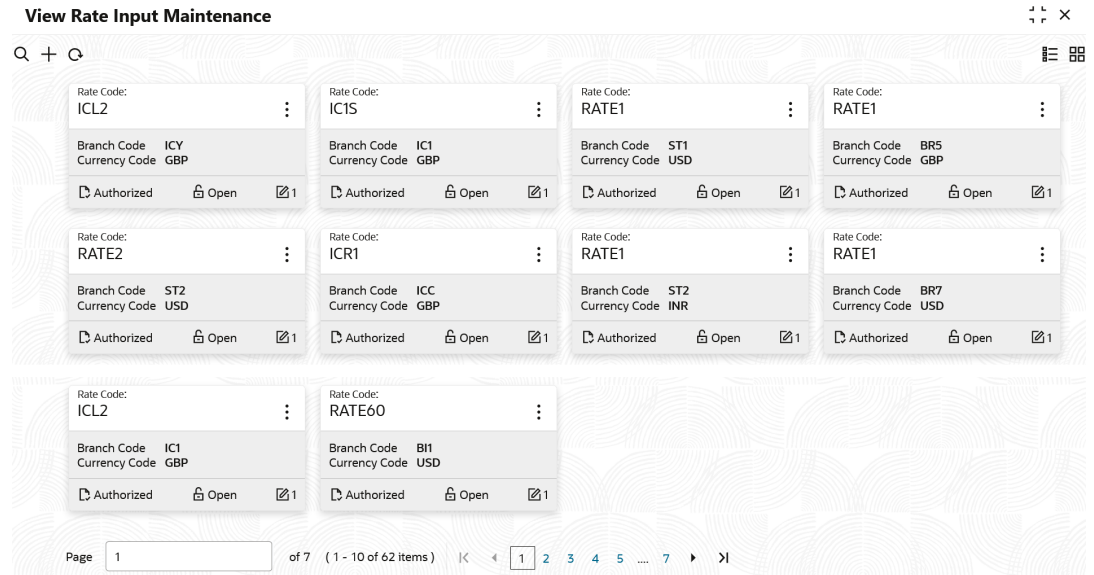 View Rate Input Maintenance
Rate Code: Rate Code: Rate Code: Rate Code:
ICL2 IC1S RATE1 RATE1
Branch Code ICY Branch Code IC1 Branch Code ST1 Branch Code BR5
Currency Code GBP Currency Code GBP Currency Code USD Currency Code GBP
Authorized Open 1 Authorized Open 1 Authorized Open 1 Authorized Open 1
Rate Code: Rate Code: Rate Code: Rate Code:
RATE2 ICR1 RATE1 RATE1
Branch Code ST2 Branch Code ICC Branch Code ST2 Branch Code BR7
Currency Code USD Currency Code GBP Currency Code INR Currency Code USD
Authorized Open 1 Authorized Open 1 Authorized Open 1 Authorized Open 1
Rate Code: Rate Code:
ICL2 RATE60
Branch Code IC1 Branch Code BI1
Currency Code GBP Currency Code USD
Authorized Open 1 Authorized Open 1
Page 1 of 7 ( 1 - 10 of 62 items ) 1 2 3 4 5 .... 7